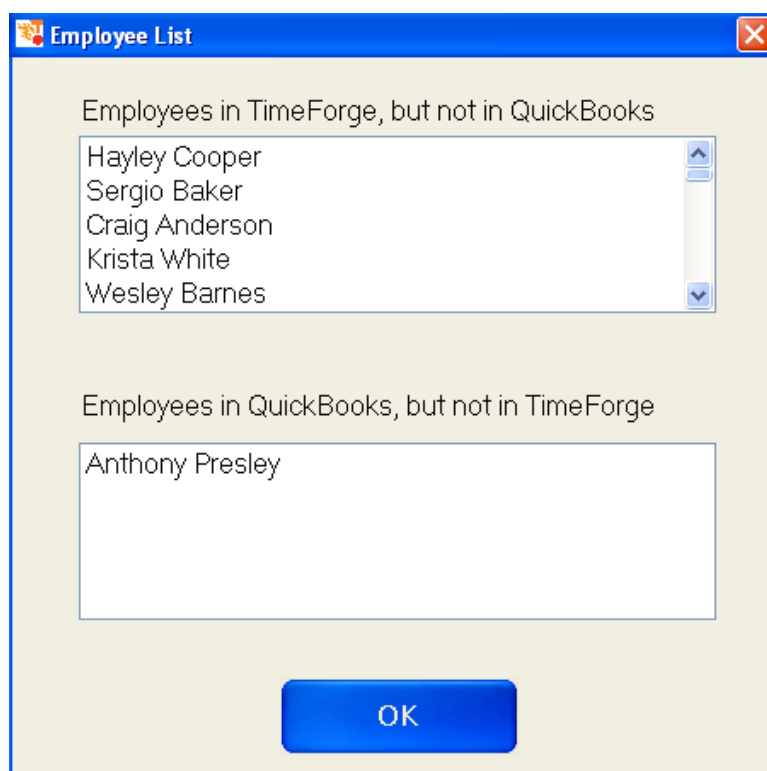 Employee List
Employees in TimeForge, but not in QuickBooks
Hayley Cooper
Sergio Baker
Craig Anderson
Krista White
Wesley Barnes
Employees in QuickBooks, but not in TimeForge
Anthony Presley
OK